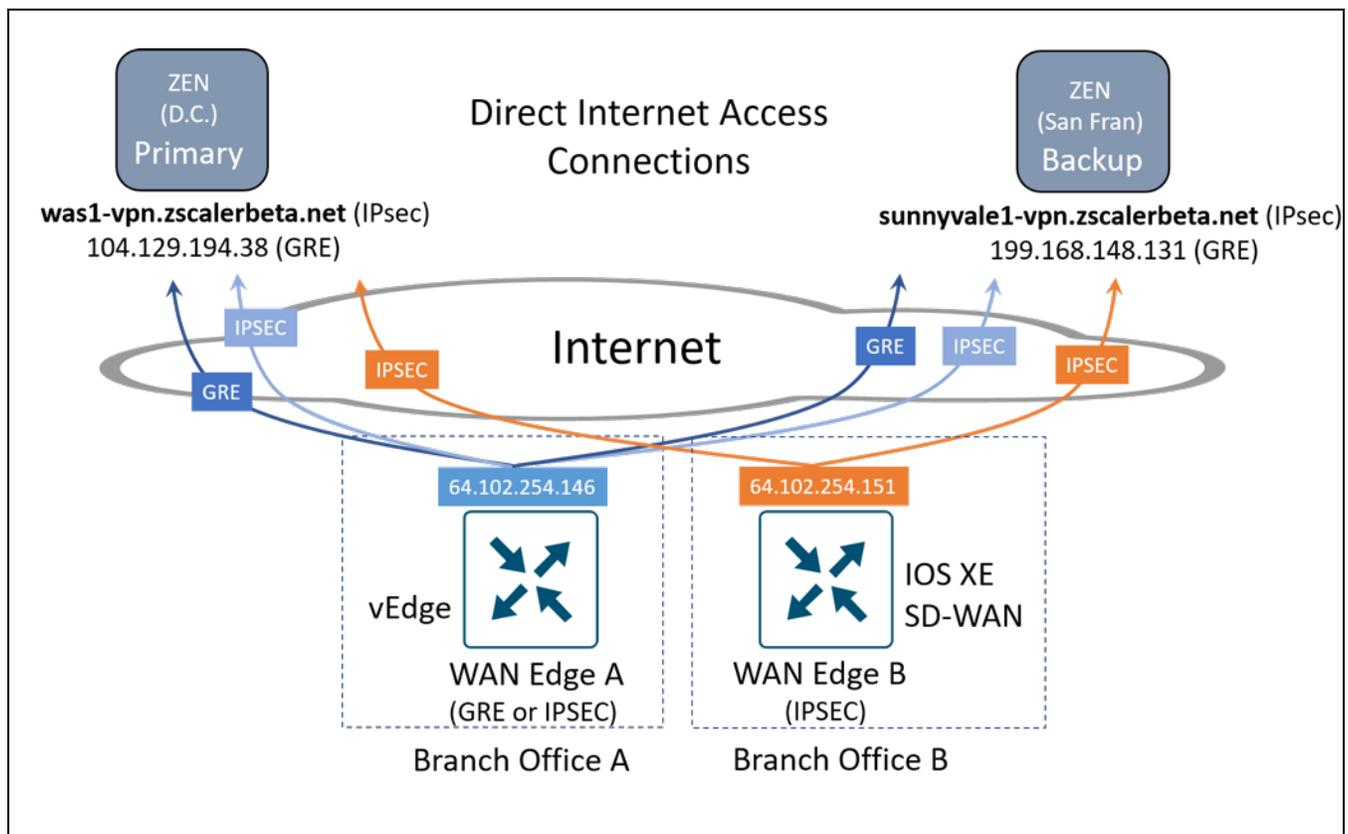 ZEN
(D.C.)
Primary
Direct Internet Access
Connections
ZEN
(San Fran)
Backup
was1-vpn.zscalerbeta.net (IPsec)
104.129.194.38 (GRE)
sunnyvale1-vpn.zscalerbeta.net (IPsec)
199.168.148.131 (GRE)
IPSEC
GRE
IPSEC
Internet
GRE
IPSEC
IPSEC
64.102.254.146
64.102.254.151
vEdge
IOS XE
SD-WAN
WAN Edge A
(GRE or IPSEC)
WAN Edge B
(IPSEC)
Branch Office A
Branch Office B